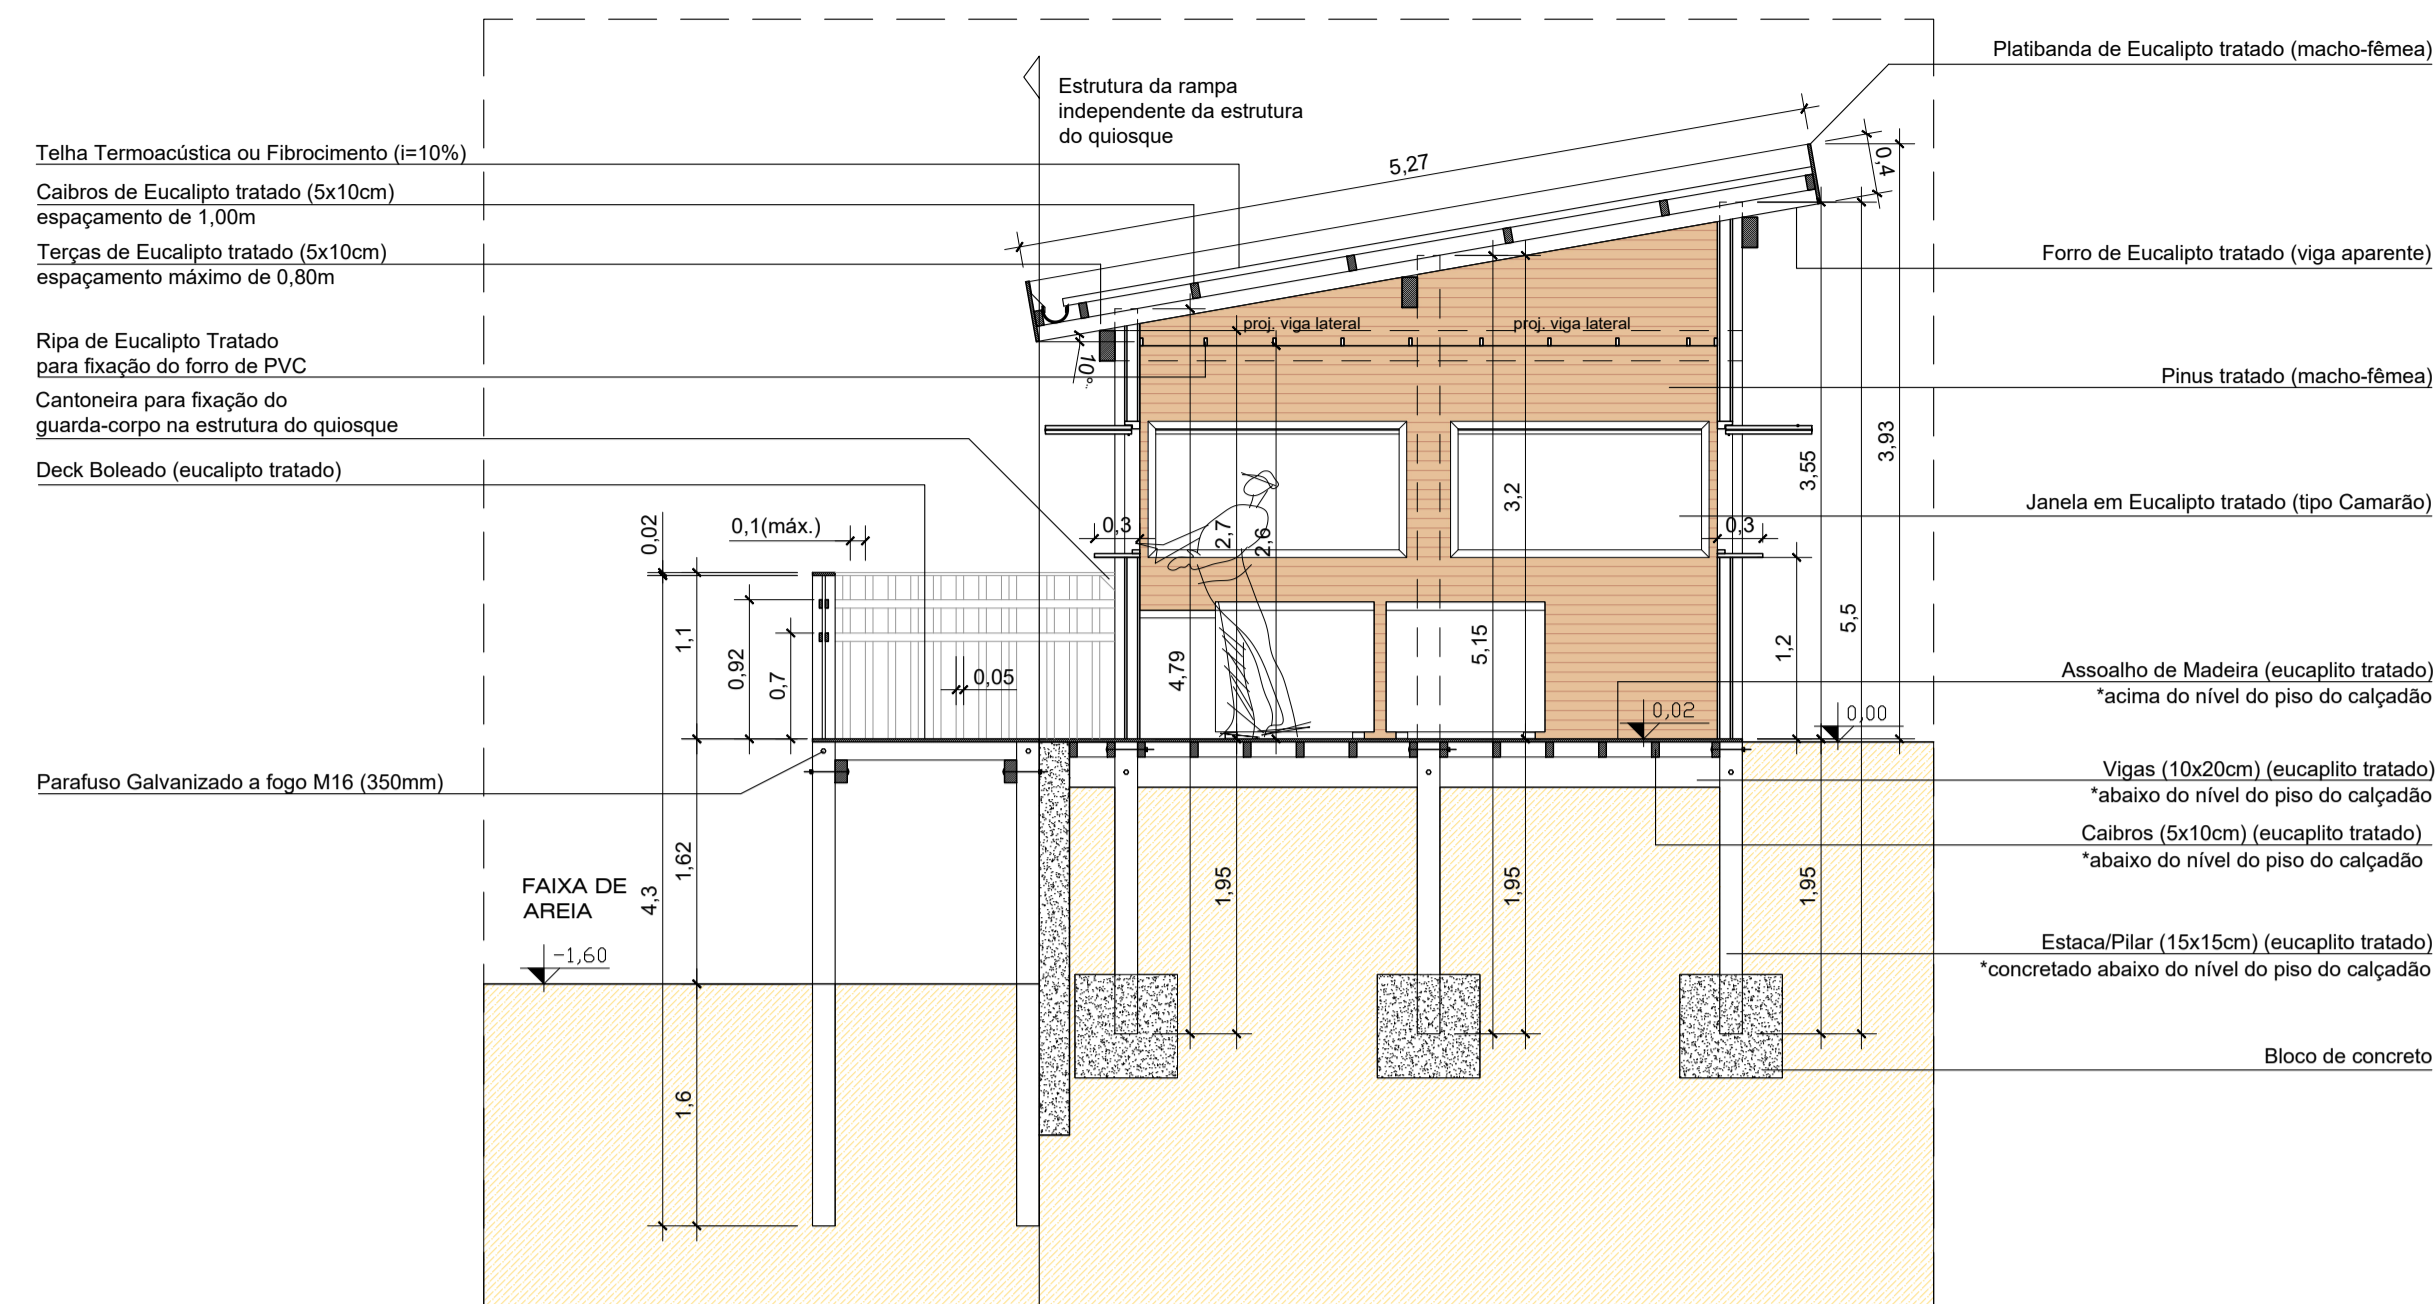 Platibanda de Eucalipto tratado (macho-fêmea)
Estrutura da rampa
independente da estrutura
do quiosque
Telha Termoacústica ou Fibrocimento (i=10%)
Caibros de Eucalipto tratado (5x10cm)
espaçamento de 1,00m
Terças de Eucalipto tratado (5x10cm)
espaçamento máximo de 0,80m
Ripa de Eucalipto Tratado
para fixação do forro de PVC
Cantoneira para fixação do
guarda-corpo na estrutura do quiosque
Deck Boleado (eucalipto tratado)
Parafuso Galvanizado a fogo M16 (350mm)
5,27
0,4
3,93
3,55
5,5
10°
proj. viga lateral
proj. viga lateral
0,3
2,7
2,6
3,2
0,3
1,2
4,79
5,15
0,02
0,1(máx.)
1,1
0,92
0,7
0,05
0,02
0,00
1,62
4,3
1,95
1,95
1,95
FAIXA DE
AREIA
-1,60
1,6
Forro de Eucalipto tratado (viga aparente)
Pinus tratado (macho-fêmea)
Janela em Eucalipto tratado (tipo Camarão)
Assoalho de Madeira (eucaplito tratado)
*acima do nível do piso do calçadão
Vigas (10x20cm) (eucaplito tratado)
*abaixo do nível do piso do calçadão
Caibros (5x10cm) (eucaplito tratado)
*abaixo do nível do piso do calçadão
Estaca/Pilar (15x15cm) (eucaplito tratado)
*concretado abaixo do nível do piso do calçadão
Bloco de concreto